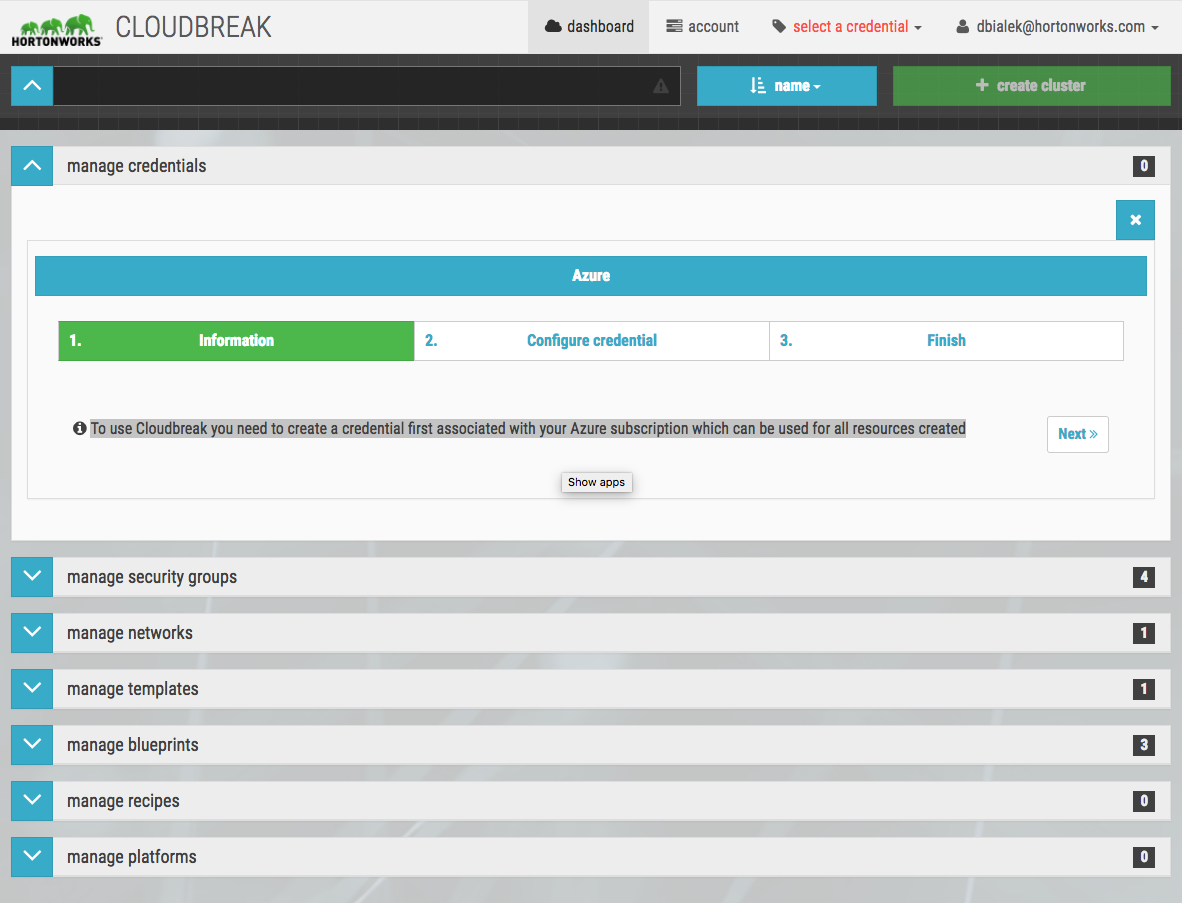 HORTONWORKS
CLOUDBREAK
dashboard
account
select a credential
dbialek@hortonworks.com
name
create cluster
manage credentials
0
Azure
1. Information
2. Configure credential
3. Finish
To use Cloudbreak you need to create a credential first associated with your Azure subscription which can be used for all resources created
Next »
Show apps
manage security groups
4
manage networks
1
manage templates
1
manage blueprints
3
manage recipes
0
manage platforms
0